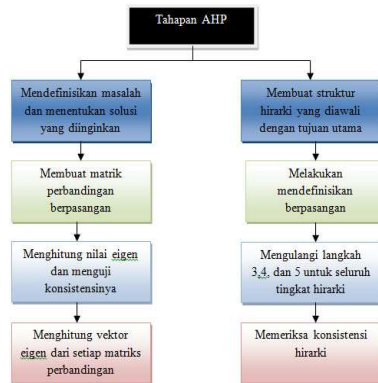 Tahapan AHP
Mendefinisikan masalah
dan menentukan solusi
yang diinginkan
Membuat struktur
hirarki yang diawali
dengan tujuan utama
Membuat matrik
perbandingan
berpasangan
Melakukan
mendefinisikan
berpasangan
Menghitung nilai eigen
dan menguji
konsistensinya
Mengulangi langkah
3,4, dan 5 untuk seluruh
tingkat hirarki
Menghitung vektor
eigen dari setiap matriks
perbandingan
Memeriksa konsistensi
hirarki